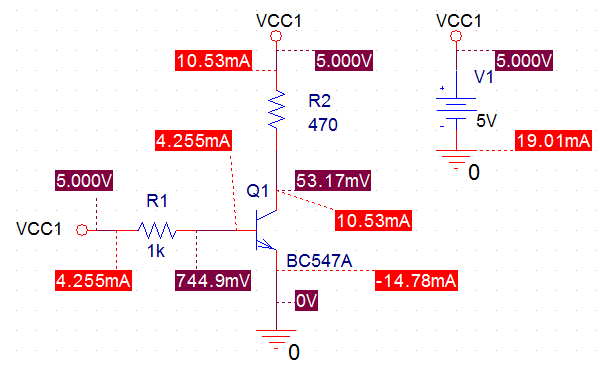 VCC1
VCC1
10.53mA
5.000V
5.000V
V1
R2
470
5V
4.255mA
19.01mA
0
5.000V
53.17mV
Q1
R1
10.53mA
VCC1
1k
BC547A
4.255mA
744.9mV
-14.78mA
0V
0
+
-